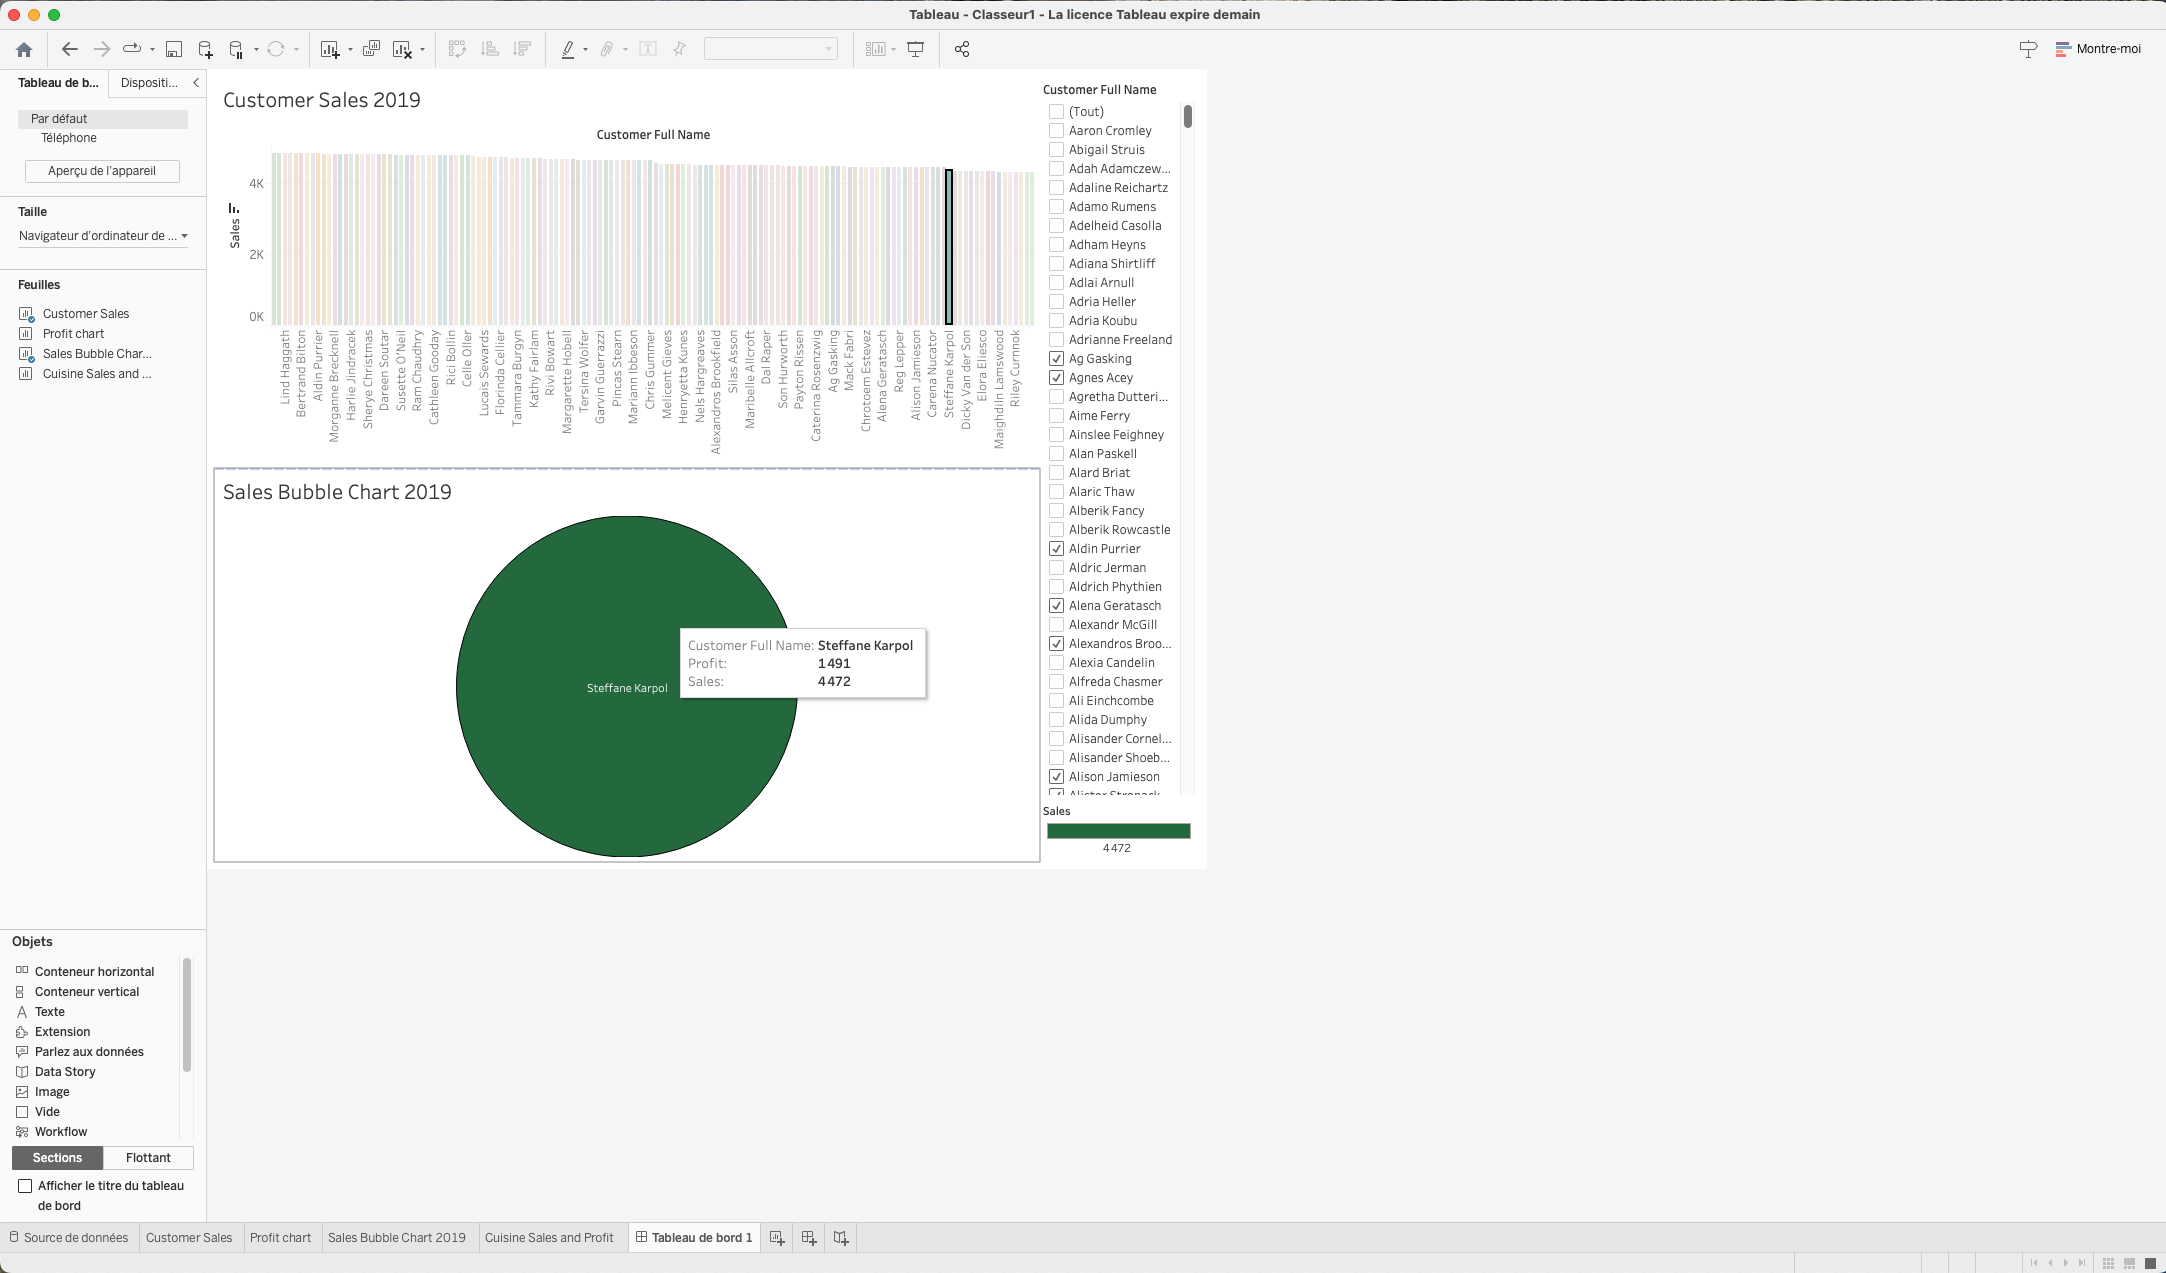 Tableau - Classeur1 - La licence Tableau expire demain
Montre-moi
Tableau de b...
Dispositi...
Par défaut
Téléphone
Aperçu de l'appareil
Taille
Navigateur d'ordinateur de ...
Feuilles
Customer Sales
Profit chart
Sales Bubble Char...
Cuisine Sales and ...
Objets
Conteneur horizontal
Conteneur vertical
Texte
Extension
Parlez aux données
Data Story
Image
Vide
Workflow
Sections
Flottant
Afficher le titre du tableau
de bord
Customer Sales 2019
Customer Full Name
Sales
4K
2K
0K
Lind Haggath
Bertrand Bilton
Aldin Purrier
Morganne Brecknell
Harlie Jindracek
Sherye Christmas
Dareen Soutar
Susette O'Neil
Ram Chaudhry
Cathleen Gooday
Rici Bollin
Celle Oller
Lucais Sewards
Florinda Cellier
Tammara Burgyn
Kathy Fairlam
Rivi Bowart
Margarette Hobell
Tersina Wolfer
Garvin Guerrazzi
Pincas Stearn
Mariann Ibbeson
Chris Gummer
Melicent Gieves
Henryetta Kunes
Nels Hargreaves
Alexandros Brookfield
Silas Asson
Maribelle Allcroft
Dal Raper
Son Hurworth
Payton Rissen
Caterina Rosenzwig
Ag Gasking
Mack Fabri
Chrotoem Estevez
Alena Geratasch
Reg Lepper
Alison Jamieson
Carena Nucator
Steffane Karpol
Dicky Van der Son
Elora Eliesco
Maighdiln Lamswood
Riley Curnnok
Sales Bubble Chart 2019
Steffane Karpol
Customer Full Name: Steffane Karpol
Profit: 1 491
Sales: 4 472
Customer Full Name
(Tout)
Aaron Cromley
Abigail Struis
Adah Adamczew...
Adaline Reichartz
Adamo Rumens
Adelheid Casolla
Adham Heyns
Adiana Shirtliff
Adlai Arnull
Adria Heller
Adria Koubu
Adrianne Freeland
Ag Gasking
Agnes Acey
Agretha Dutteri...
Aime Ferry
Ainslee Feighney
Alan Paskell
Alard Briat
Alaric Thaw
Alberik Fancy
Alberik Rowcastle
Aldin Purrier
Aldric Jerman
Aldrich Phythien
Alena Geratasch
Alexandr McGill
Alexandros Broo...
Alexia Candelin
Alfreda Chasmer
Ali Einchcombe
Alida Dumphy
Alisander Cornel...
Alisander Shoeb...
Alison Jamieson
Sales
4 472
Source de données
Customer Sales
Profit chart
Sales Bubble Chart 2019
Cuisine Sales and Profit
Tableau de bord 1